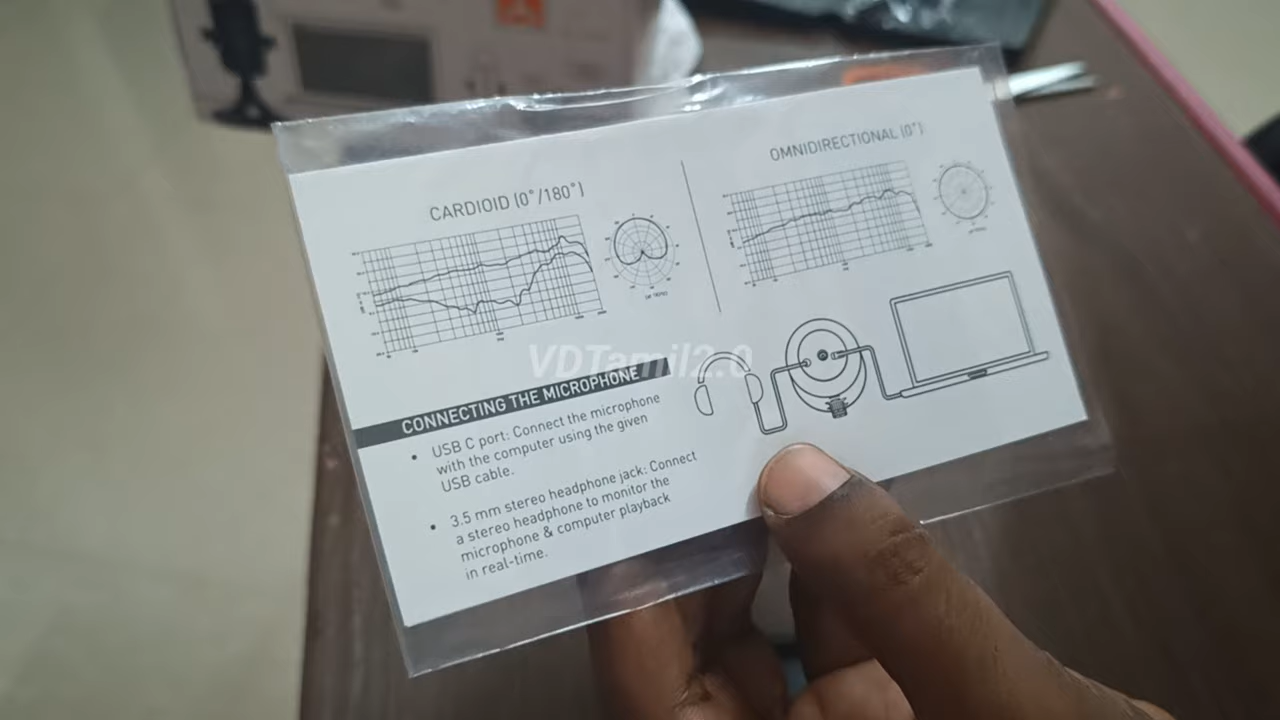 CARDIOID (0°/180°)
OMNIDIRECTIONAL (0°)
VDTamil2.0
CONNECTING THE MICROPHONE
• USB C port: Connect the microphone
with the computer using the given
USB cable.
• 3.5 mm stereo headphone jack: Connect
a stereo headphone to monitor the
microphone & computer playback
in real-time.